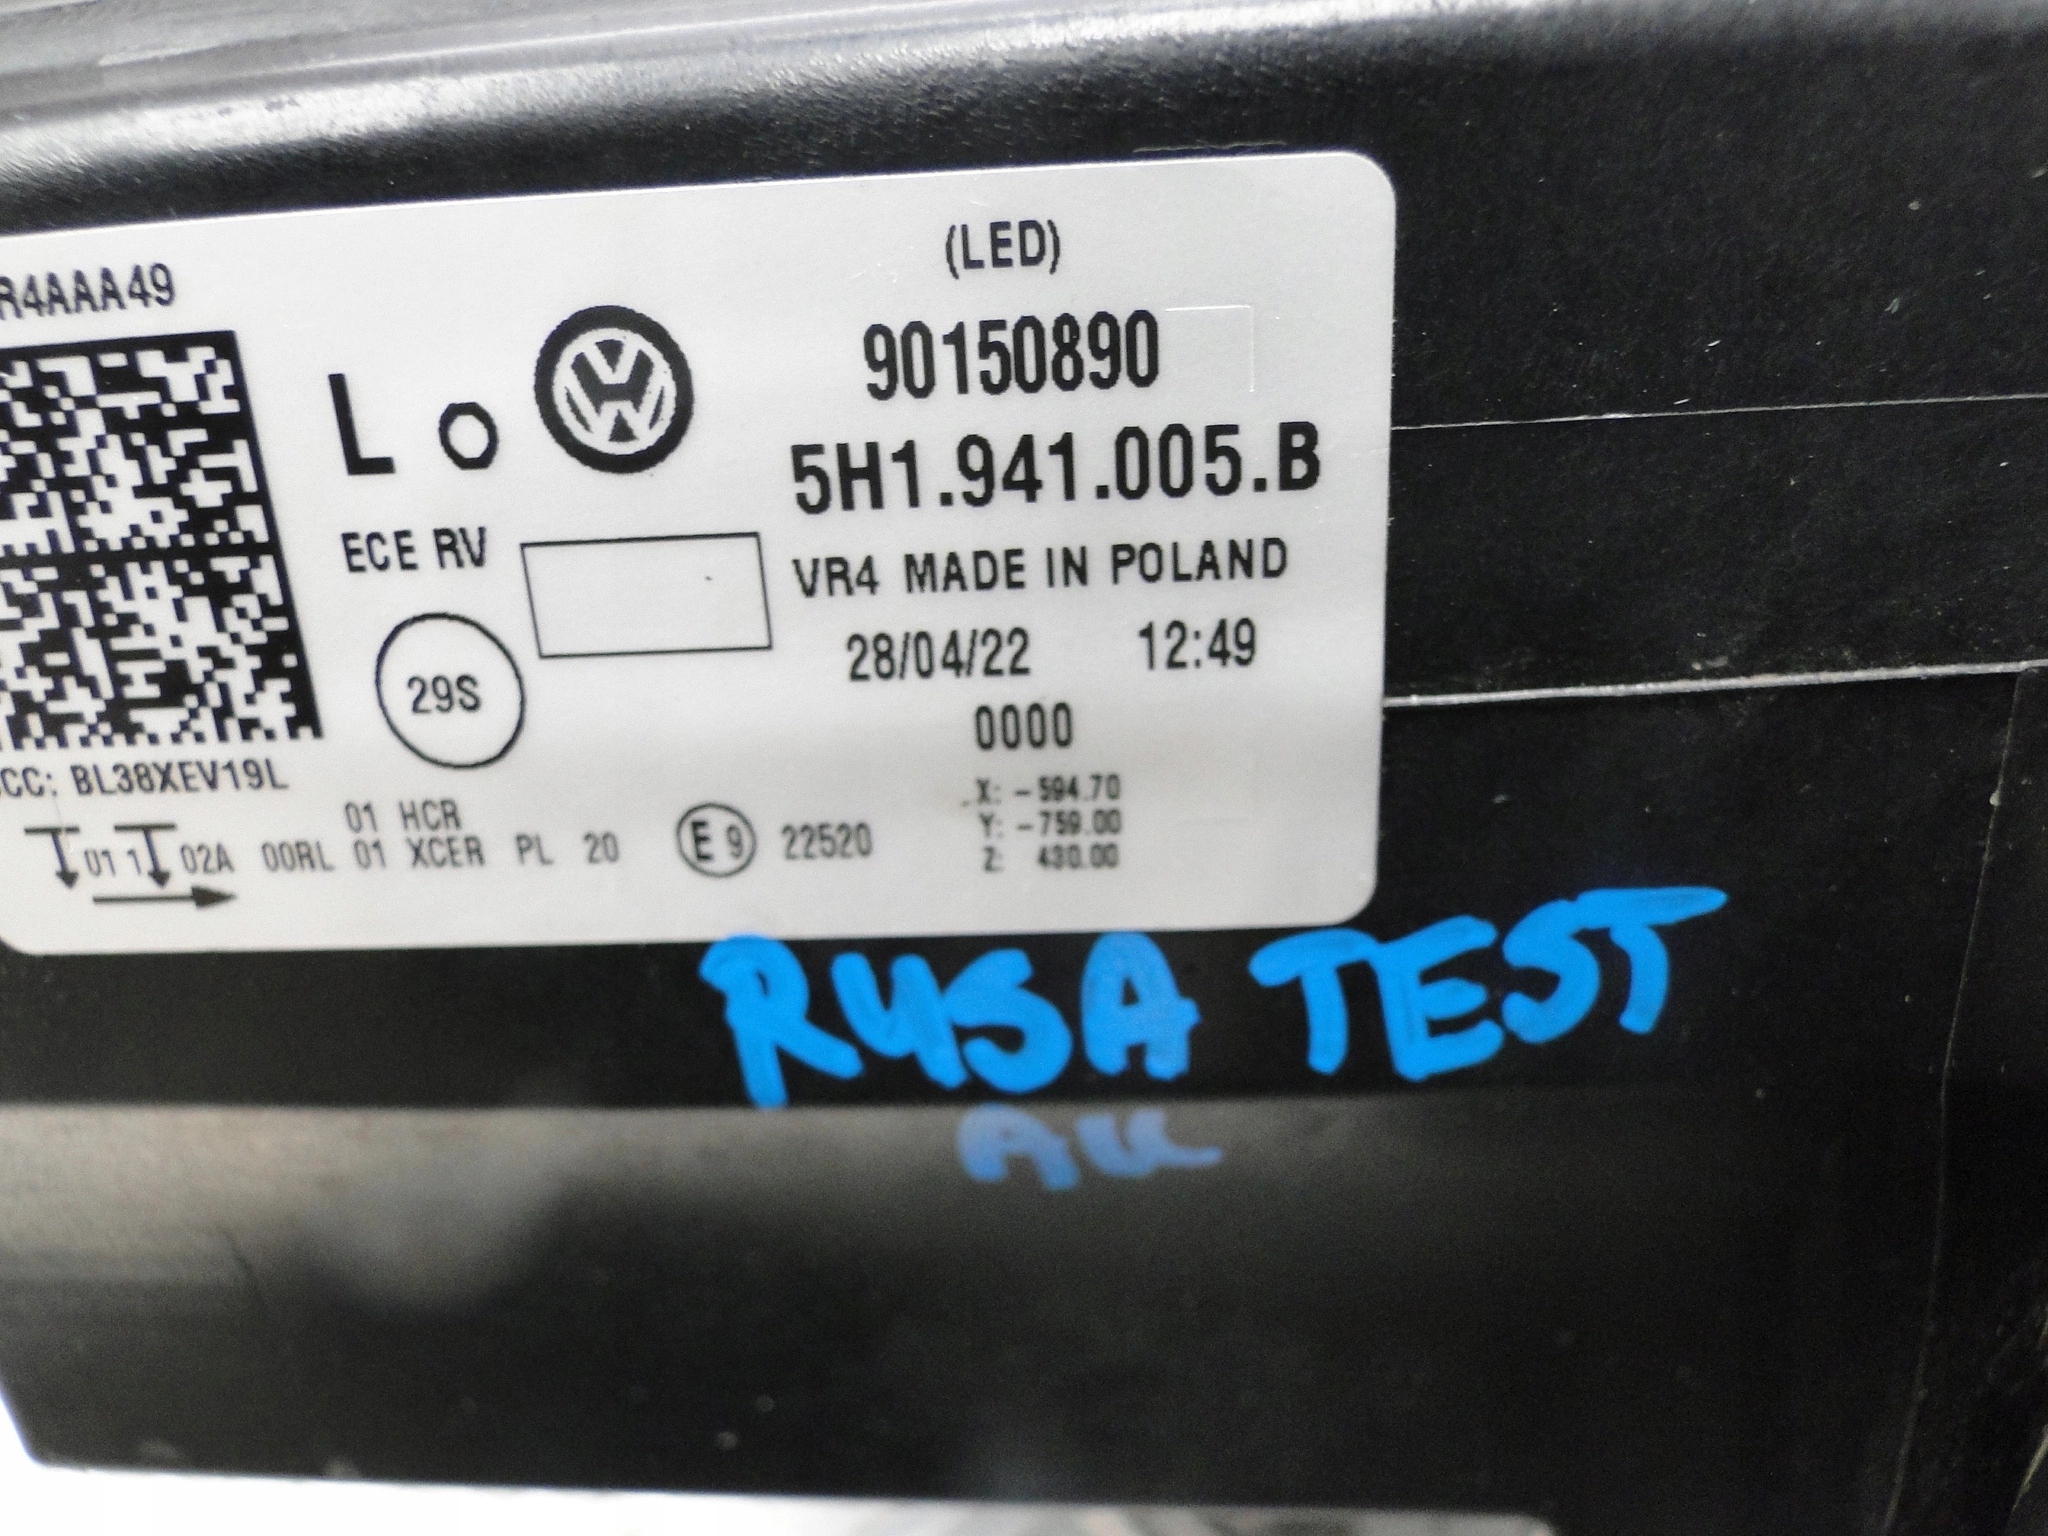 (LED)
R4AAA49
90150890
L
5H1.941.005.B
ECE RV
VR4 MADE IN POLAND
28/04/22 12:49
29S
0000
CC: BL38XEV19L
X: -594.70
01 HCR
Y: -759.00
01 1 02A 00RL 01 XCER PL 20 E9 22520
Z: 430.00
RYSA TEST